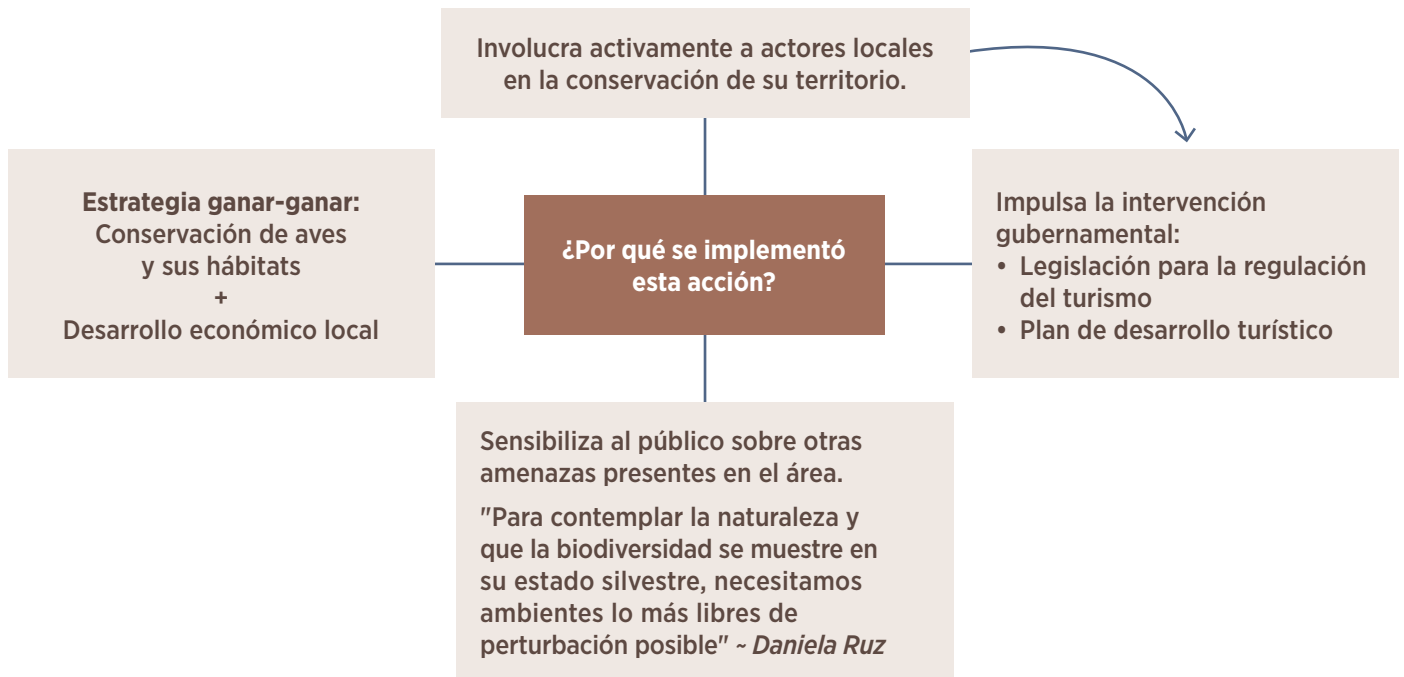 Involucra activamente a actores locales
en la conservación de su territorio.
Estrategia ganar-ganar:
Conservación de aves
y sus hábitats
+
Desarrollo económico local
¿Por qué se implementó
esta acción?
Impulsa la intervención
gubernamental:
• Legislación para la regulación
del turismo
• Plan de desarrollo turístico
Sensibiliza al público sobre otras
amenazas presentes en el área.
"Para contemplar la naturaleza y
que la biodiversidad se muestre en
su estado silvestre, necesitamos
ambientes lo más libres de
perturbación posible" ~ Daniela Ruz